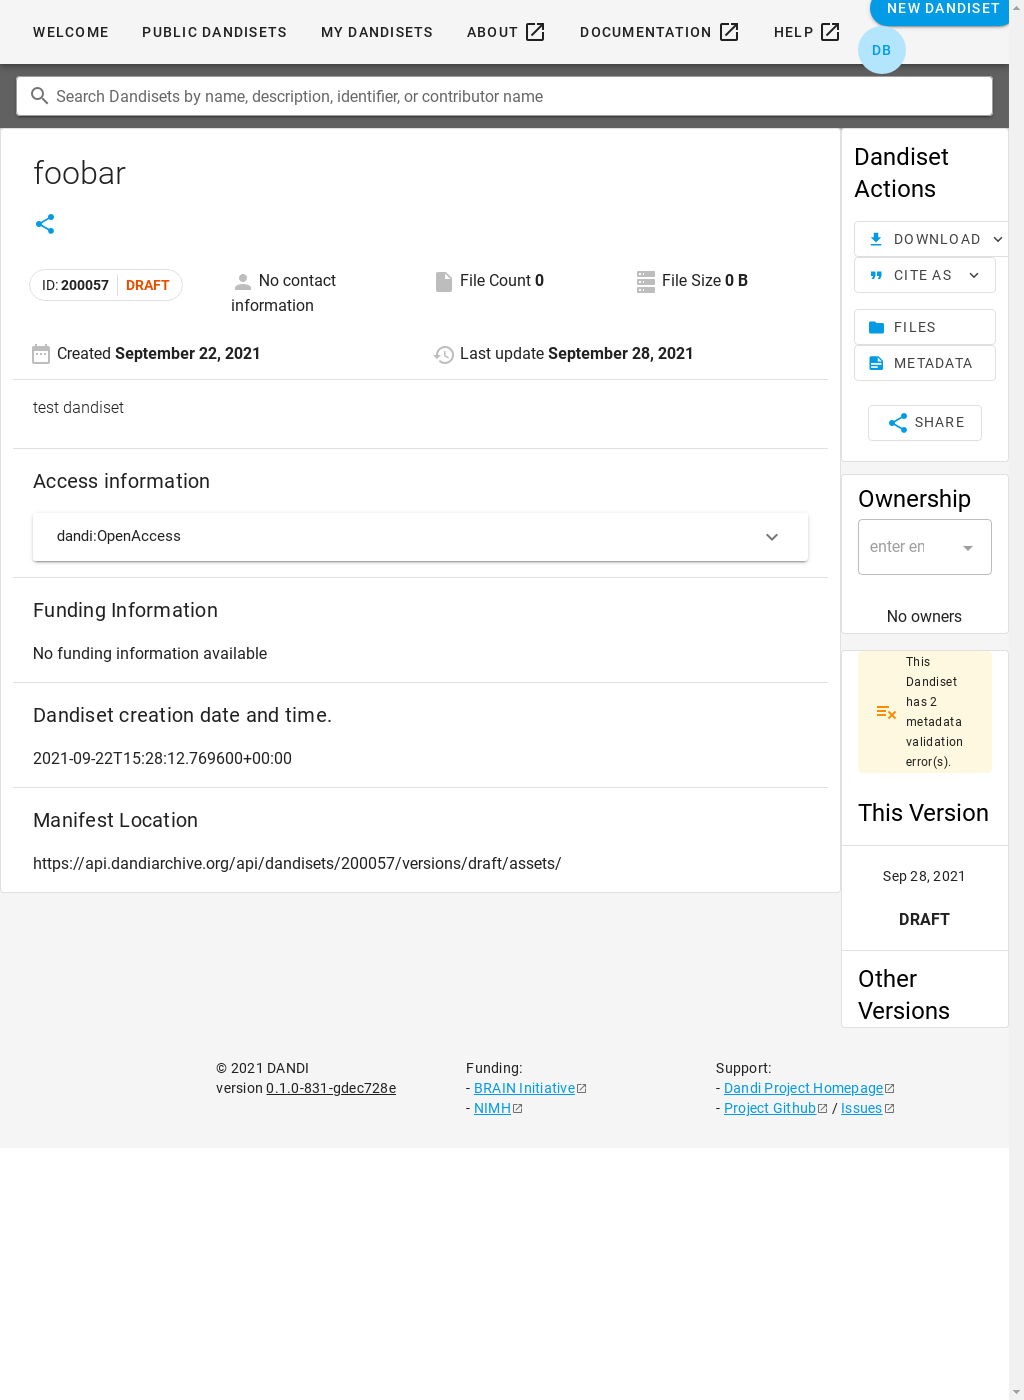 NEW DANDISET
WELCOME
PUBLIC DANDISETS
MY DANDISETS
ABOUT
DOCUMENTATION
HELP
DB
Search Dandisets by name, description, identifier, or contributor name
foobar
ID: 200057 DRAFT
No contact
information
File Count 0
File Size 0 B
Created September 22, 2021
Last update September 28, 2021
test dandiset
Access information
dandi:OpenAccess
Funding Information
No funding information available
Dandiset creation date and time.
2021-09-22T15:28:12.769600+00:00
Manifest Location
https://api.dandiarchive.org/api/dandisets/200057/versions/draft/assets/
Dandiset
Actions
DOWNLOAD
CITE AS
FILES
METADATA
SHARE
Ownership
enter en
No owners
This
Dandiset
has 2
metadata
validation
error(s).
This Version
Sep 28, 2021
DRAFT
Other
Versions
© 2021 DANDI
version 0.1.0-831-gdec728e
Funding:
- BRAIN Initiative
- NIMH
Support:
- Dandi Project Homepage
- Project Github / Issues